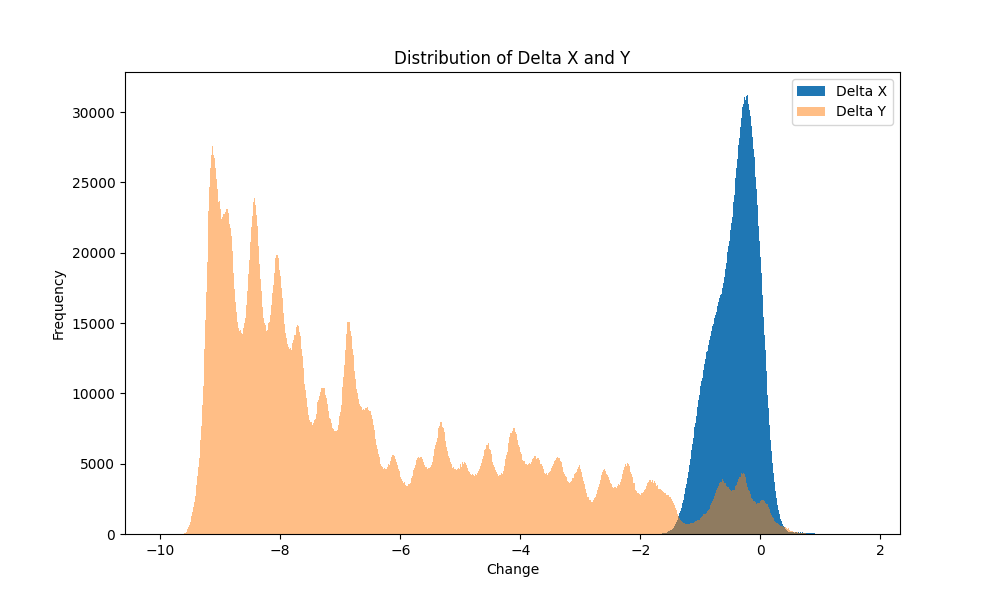 Distribution of Delta X and Y
Delta X
Delta Y
30000
25000
20000
15000
10000
5000
0
Frequency
−10
−8
−6
−4
−2
0
2
Change